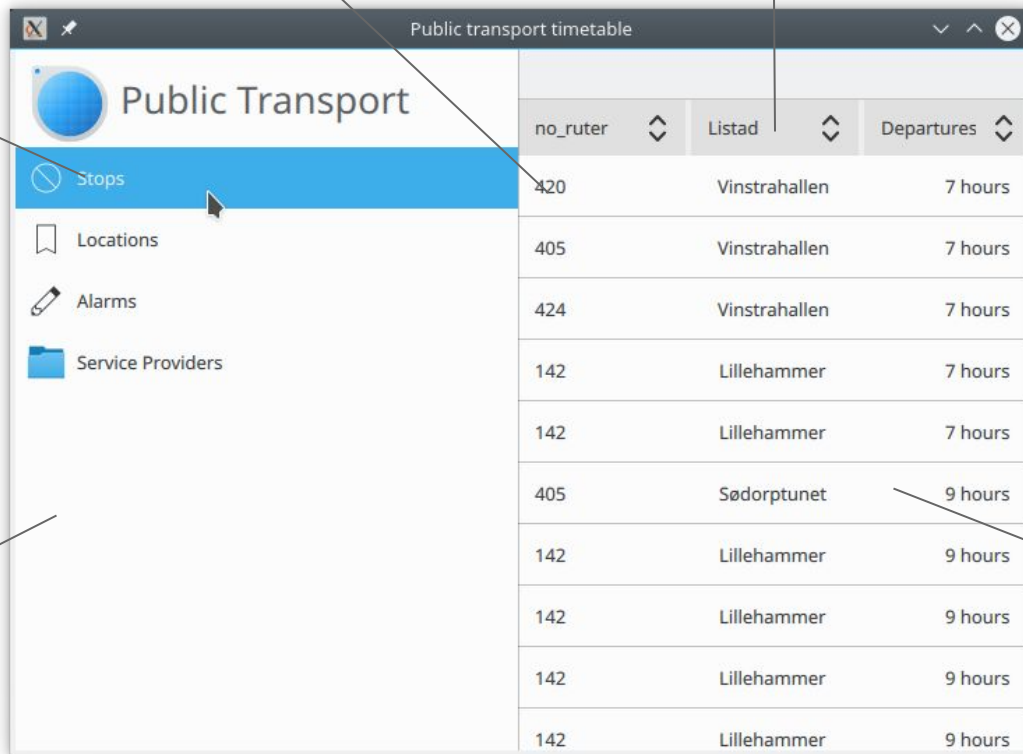 Public transport timetable
Public Transport
Stops
Locations
Alarms
Service Providers
no_ruter Listad Departures
420 Vinstrahallen 7 hours
405 Vinstrahallen 7 hours
424 Vinstrahallen 7 hours
142 Lillehammer 7 hours
142 Lillehammer 7 hours
405 Sødorptunet 9 hours
142 Lillehammer 9 hours
142 Lillehammer 9 hours
142 Lillehammer 9 hours
142 Lillehammer 9 hours